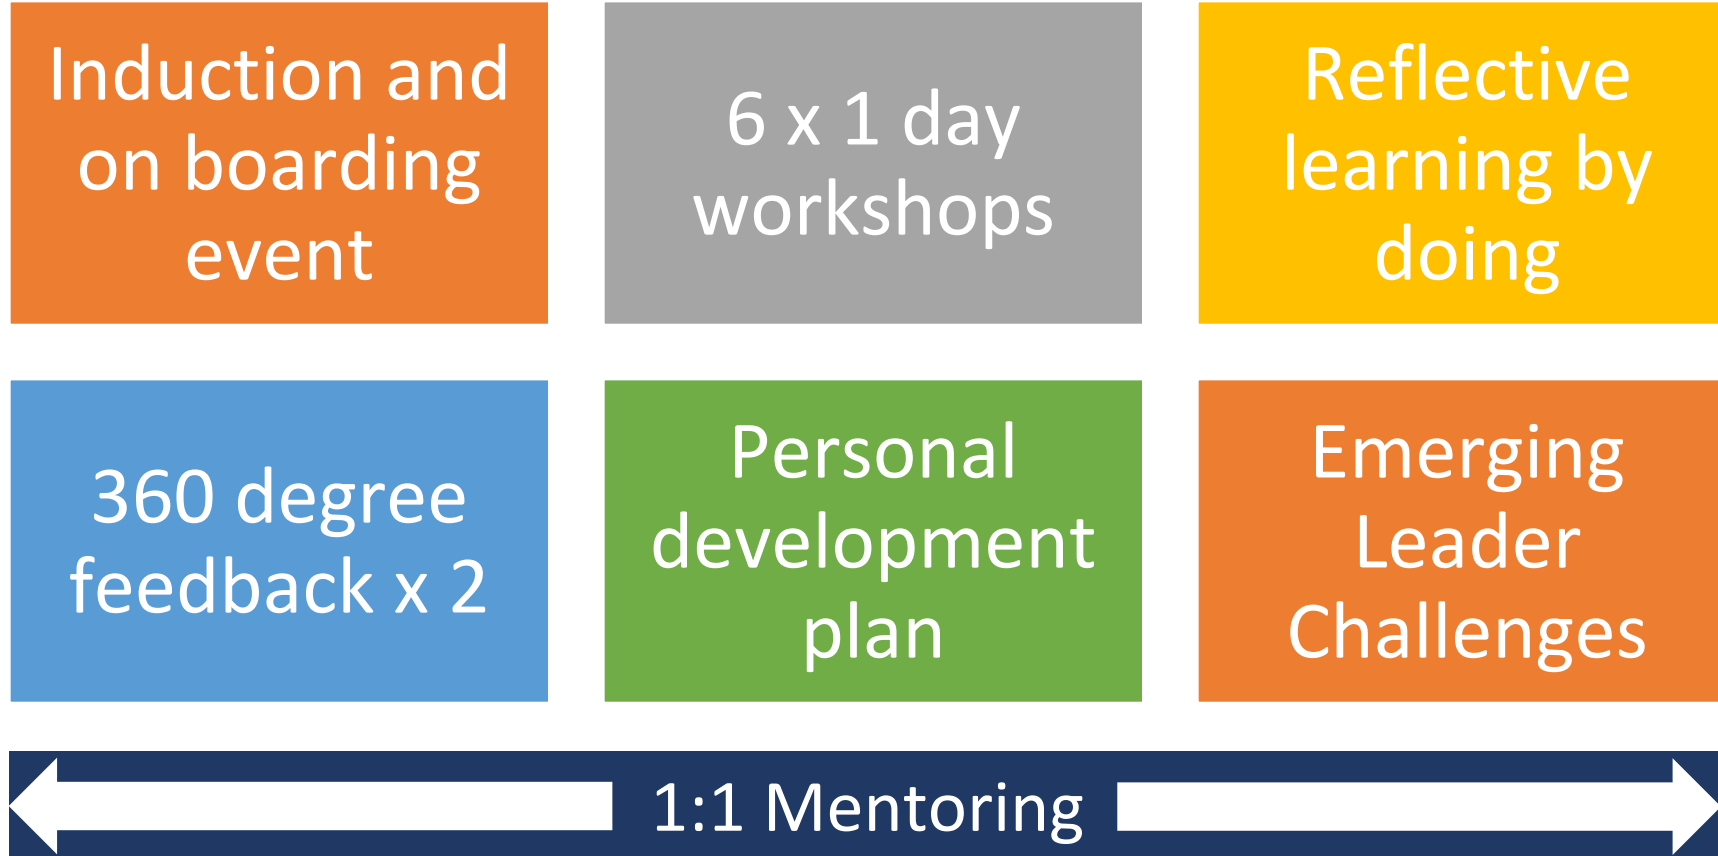 Induction and
on boarding
event
6 x 1 day
workshops
Reflective
learning by
doing
360 degree
feedback x 2
Personal
development
plan
Emerging
Leader
Challenges
1:1 Mentoring